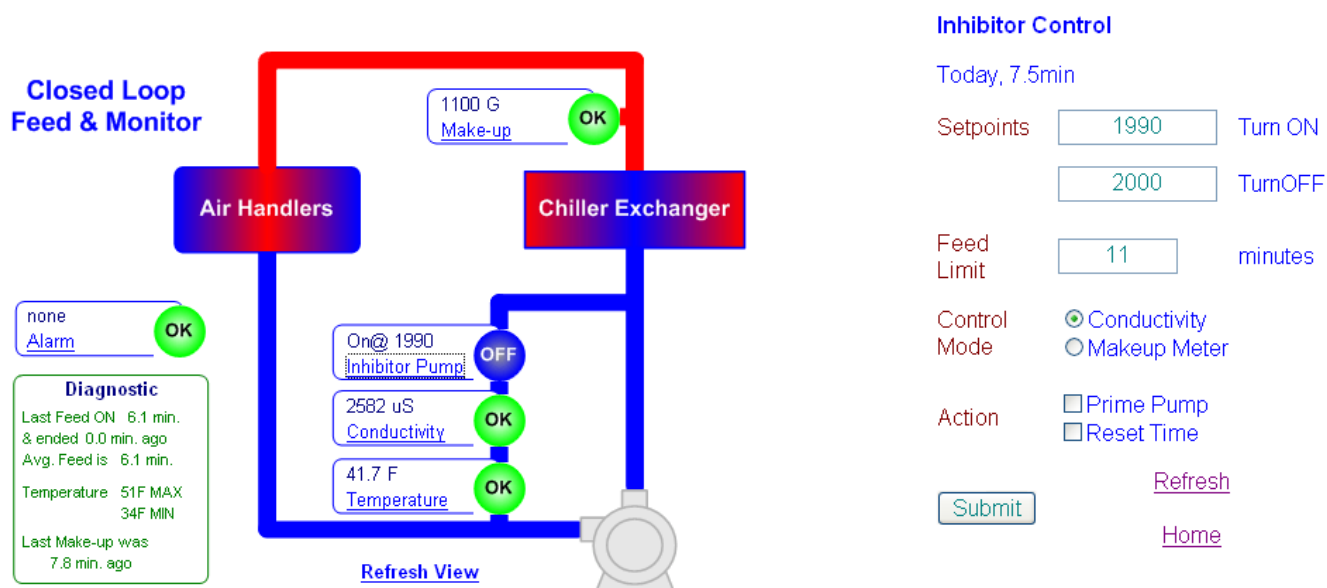 Closed Loop
Feed & Monitor
1100 G
Make-up
OK
Air Handlers
Chiller Exchanger
none
Alarm
OK
On@ 1990
Inhibitor Pump
OFF
2582 uS
Conductivity
OK
41.7 F
Temperature
OK
Diagnostic
Last Feed ON 6.1 min.
& ended 0.0 min. ago
Avg. Feed is 6.1 min.
Temperature 51F MAX
34F MIN
Last Make-up was
7.8 min. ago
Refresh View
Inhibitor Control
Today, 7.5min
Setpoints 1990 Turn ON
2000 TurnOFF
Feed
Limit
11 minutes
Control
Mode
Conductivity
Makeup Meter
Action
Prime Pump
Reset Time
Submit
Refresh
Home